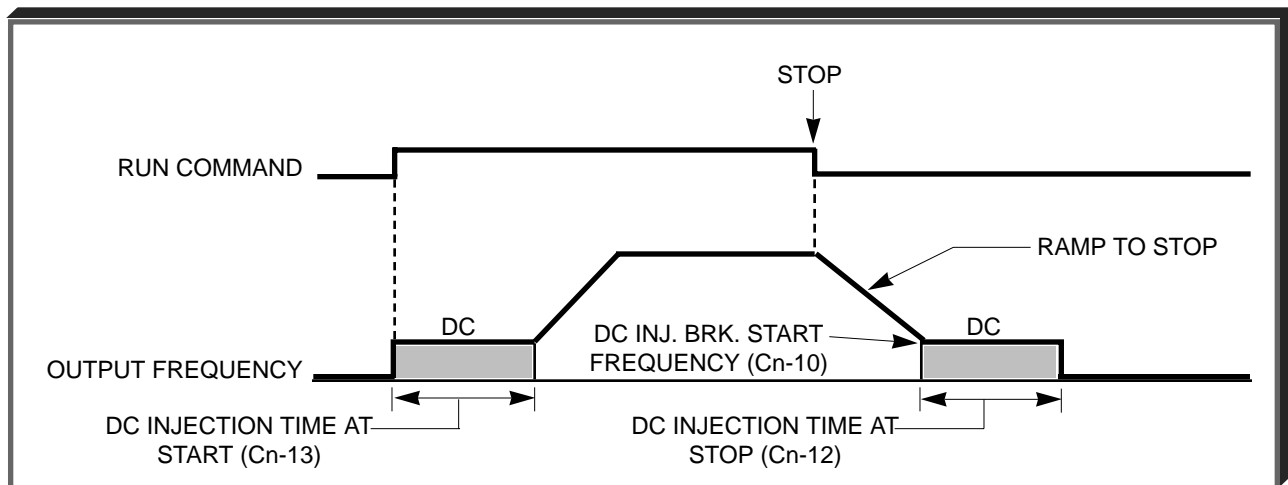 STOP
RUN COMMAND
RAMP TO STOP
DC
DC INJ. BRK. START
FREQUENCY (Cn-10)
DC
OUTPUT FREQUENCY
DC INJECTION TIME AT
START (Cn-13)
DC INJECTION TIME AT
STOP (Cn-12)